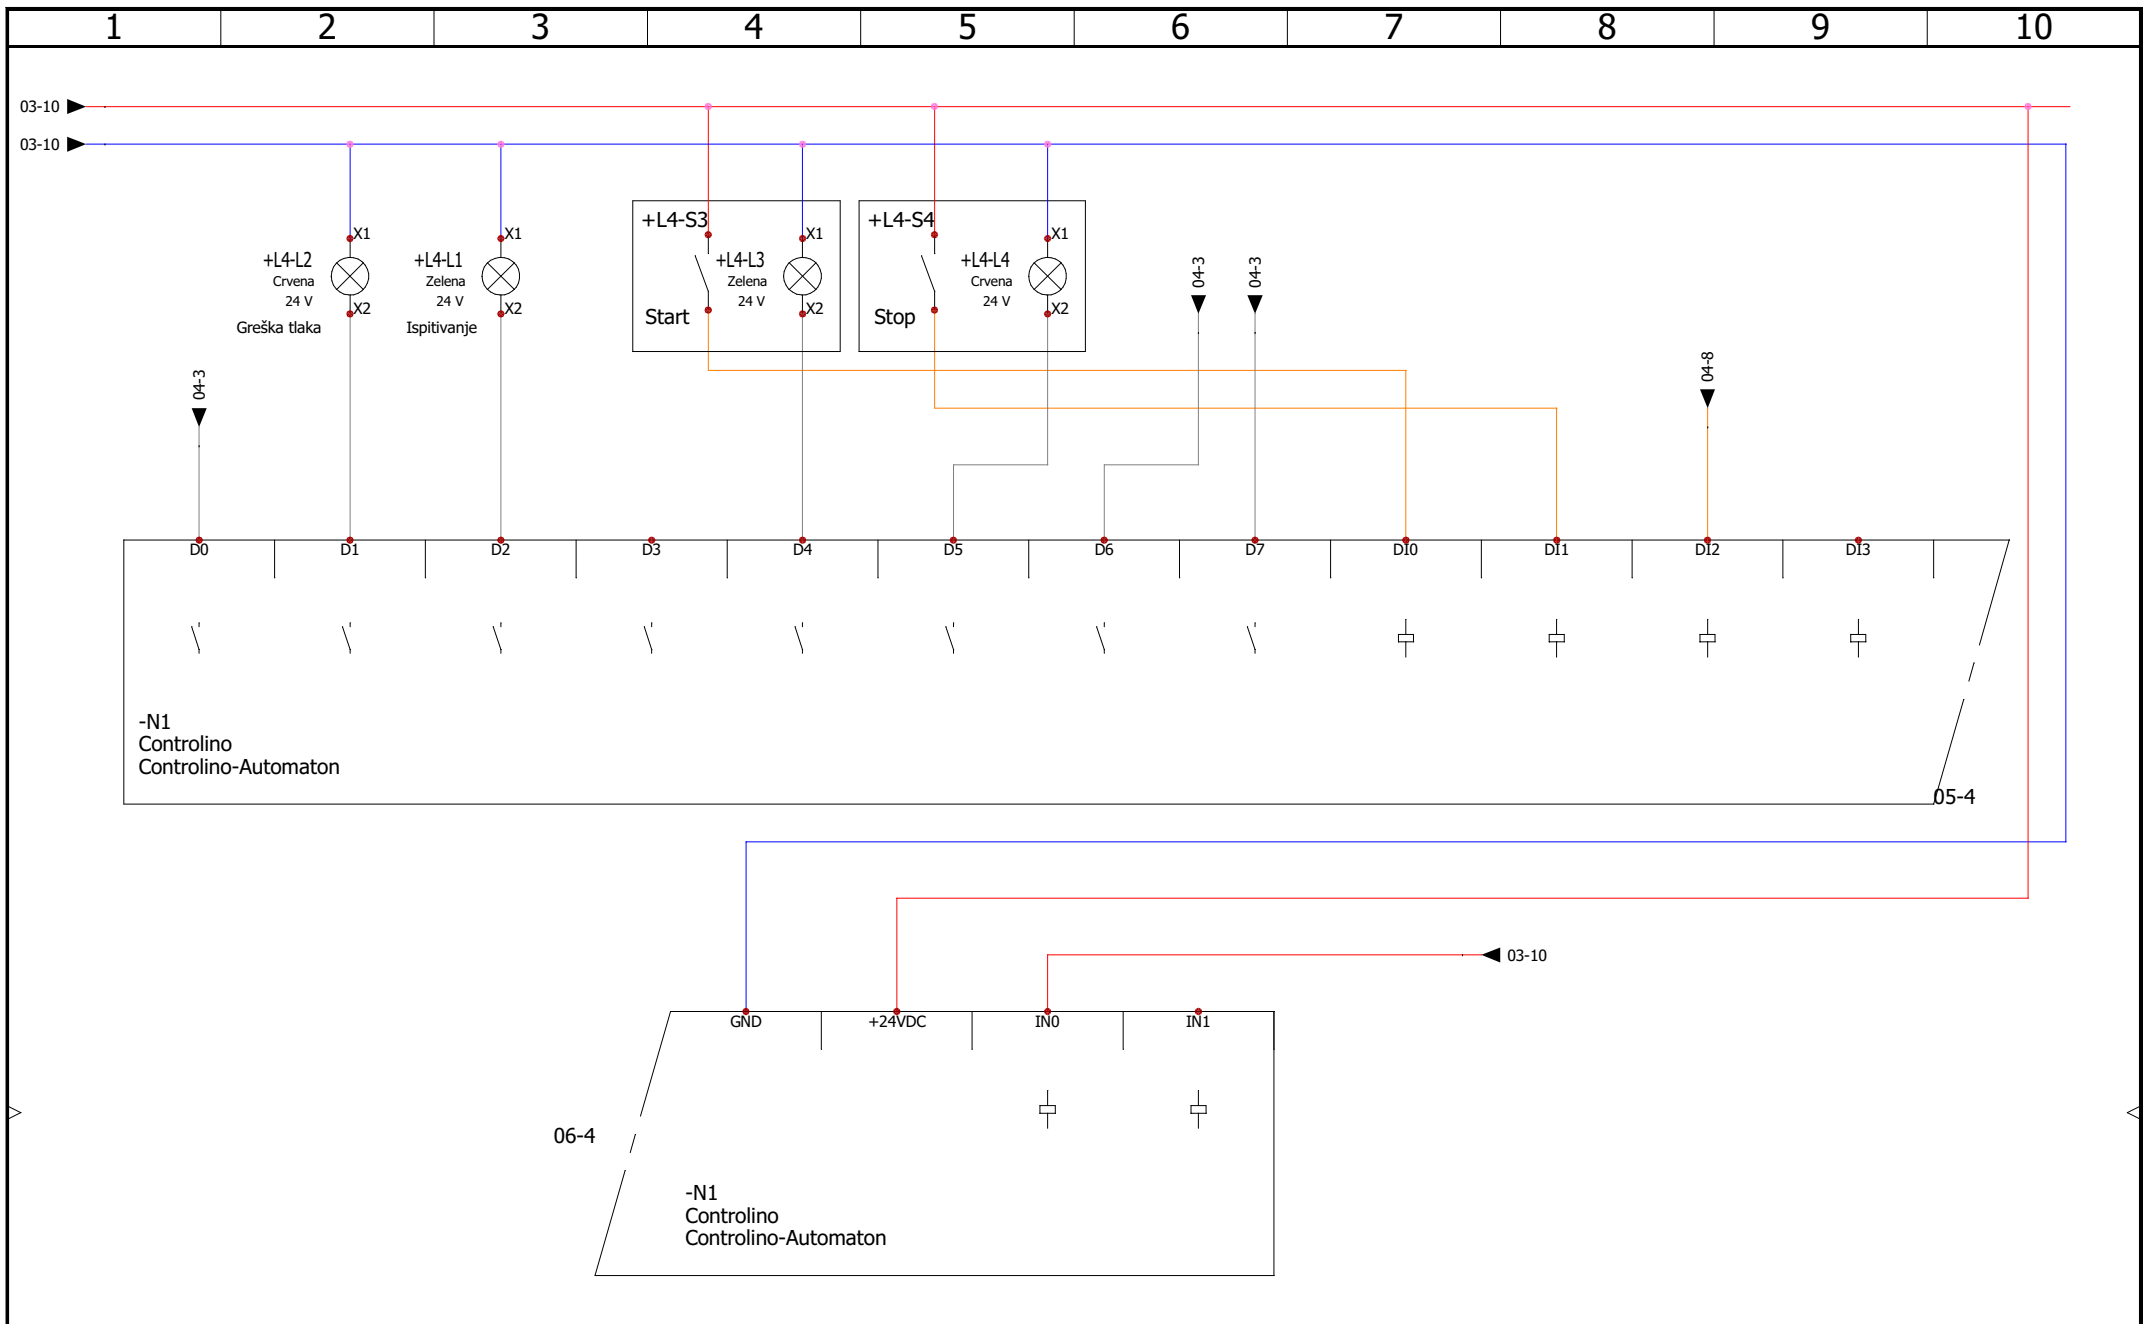 1 2 3 4 5 6 7 8 9 10
03-10
03-10
+L4-S3
+L4-S4
X1
X1
X1
X1
+L4-L2
Crvena
24 V
+L4-L1
Zelena
24 V
+L4-L3
Zelena
24 V
+L4-L4
Crvena
24 V
X2
X2
X2
X2
Greška tlaka
Ispitivanje
Start
Stop
04-3
04-3
04-3
04-8
D0 D1 D2 D3 D4 D5 D6 D7 DI0 DI1 DI2 DI3
-N1
Controlino
Controlino-Automaton
05-4
03-10
GND +24VDC IN0 IN1
06-4
-N1
Controlino
Controlino-Automaton